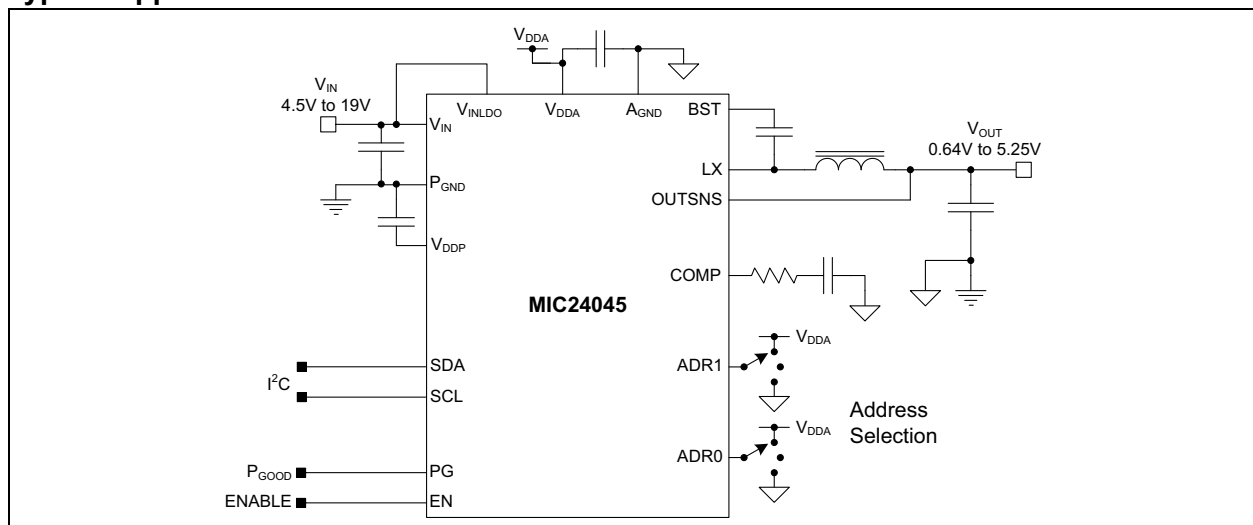 V_DDA
V_IN
4.5V to 19V
V_INLDO
V_DDA
A_GND
BST
V_IN
V_OUT
0.64V to 5.25V
LX
P_GND
OUTSNS
V_DDP
COMP
MIC24045
V_DDA
SDA
ADR1
I²C
SCL
Address
Selection
V_DDA
ADR0
P_GOOD
PG
ENABLE
EN